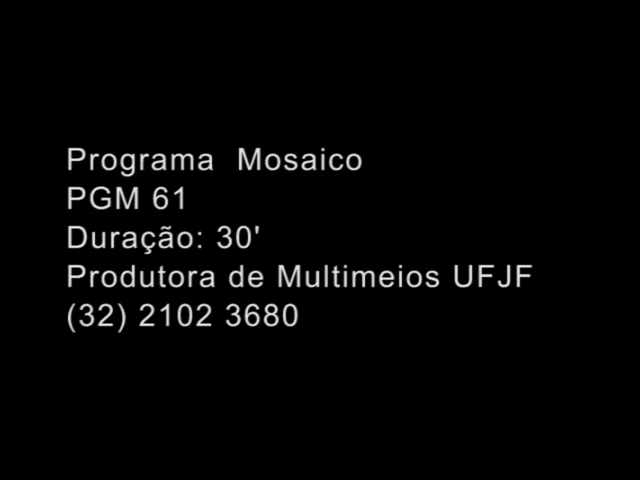 Programa  Mosaico
PGM 61
Duração: 30'
Produtora de Multimeios UFJF
(32) 2102 3680